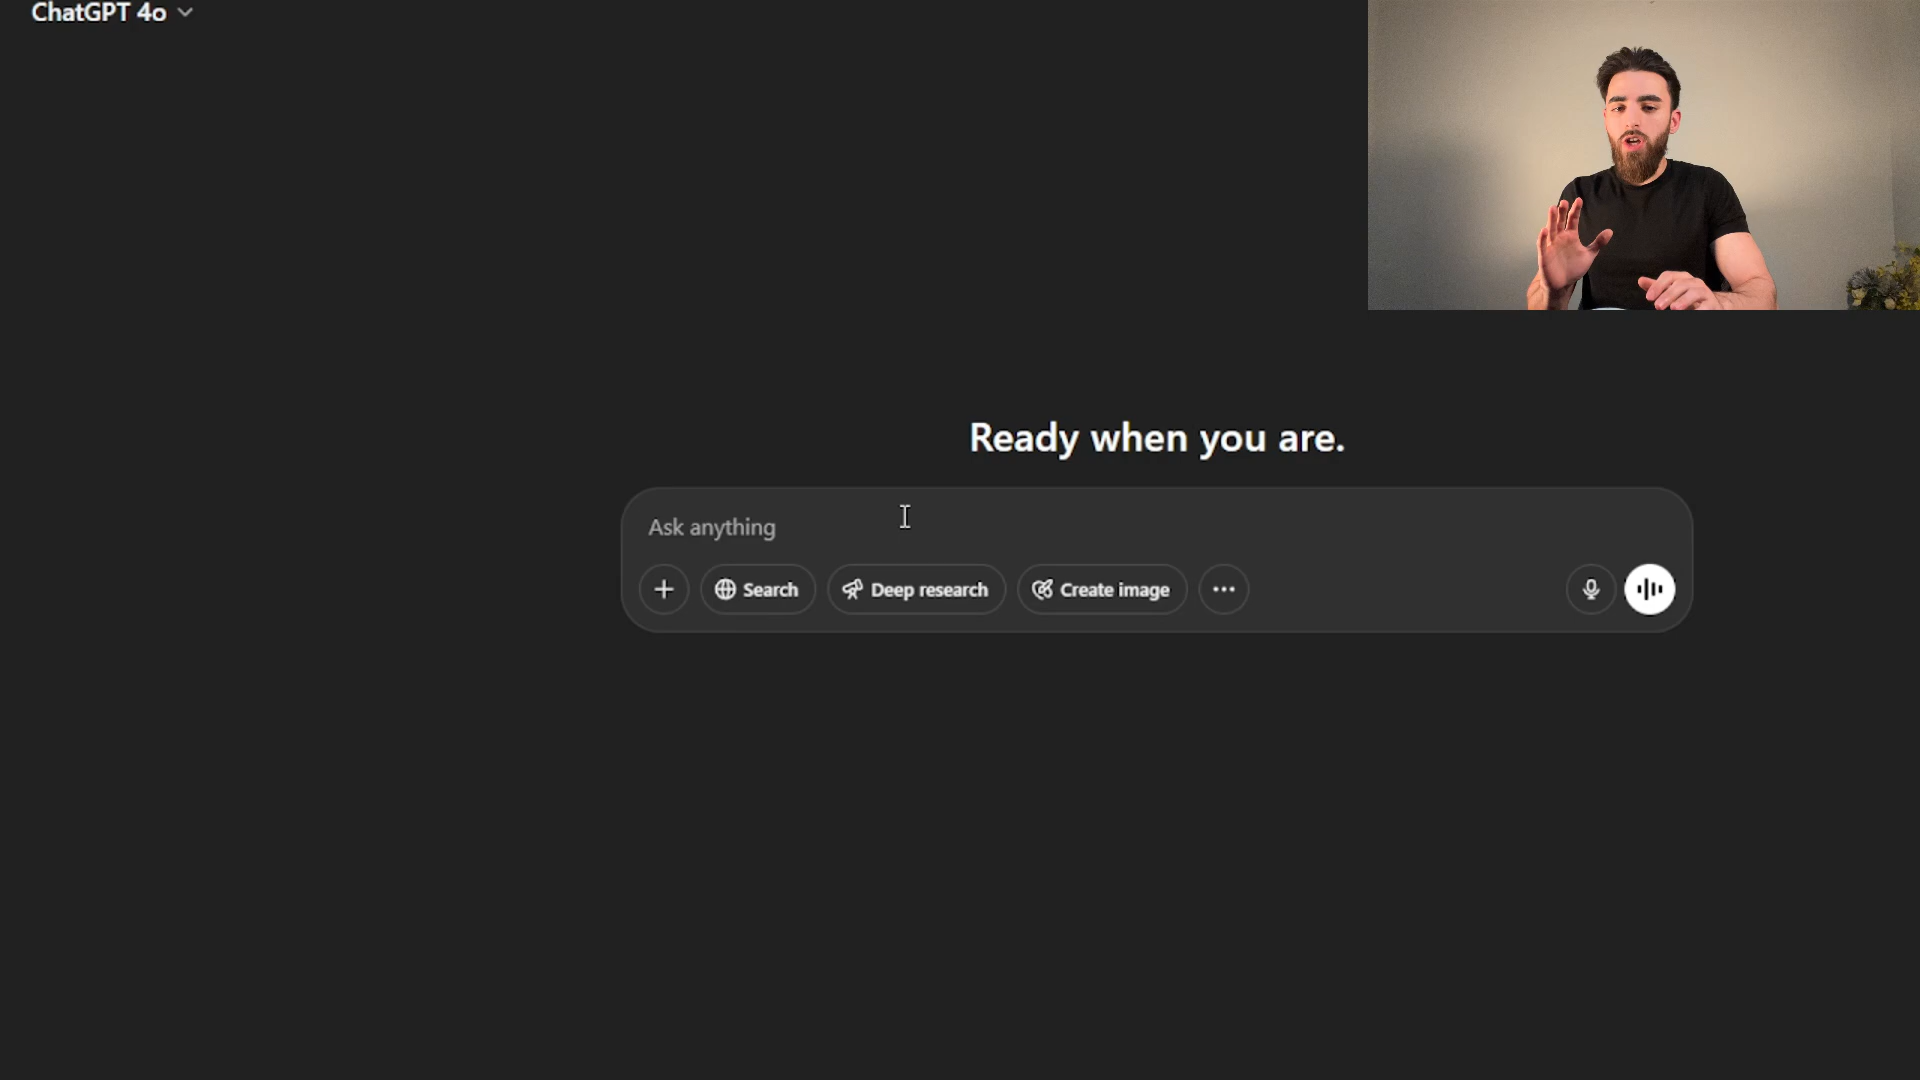 ChatGPT 4o
Ready when you are.
Ask anything
Search
Deep research
Create image